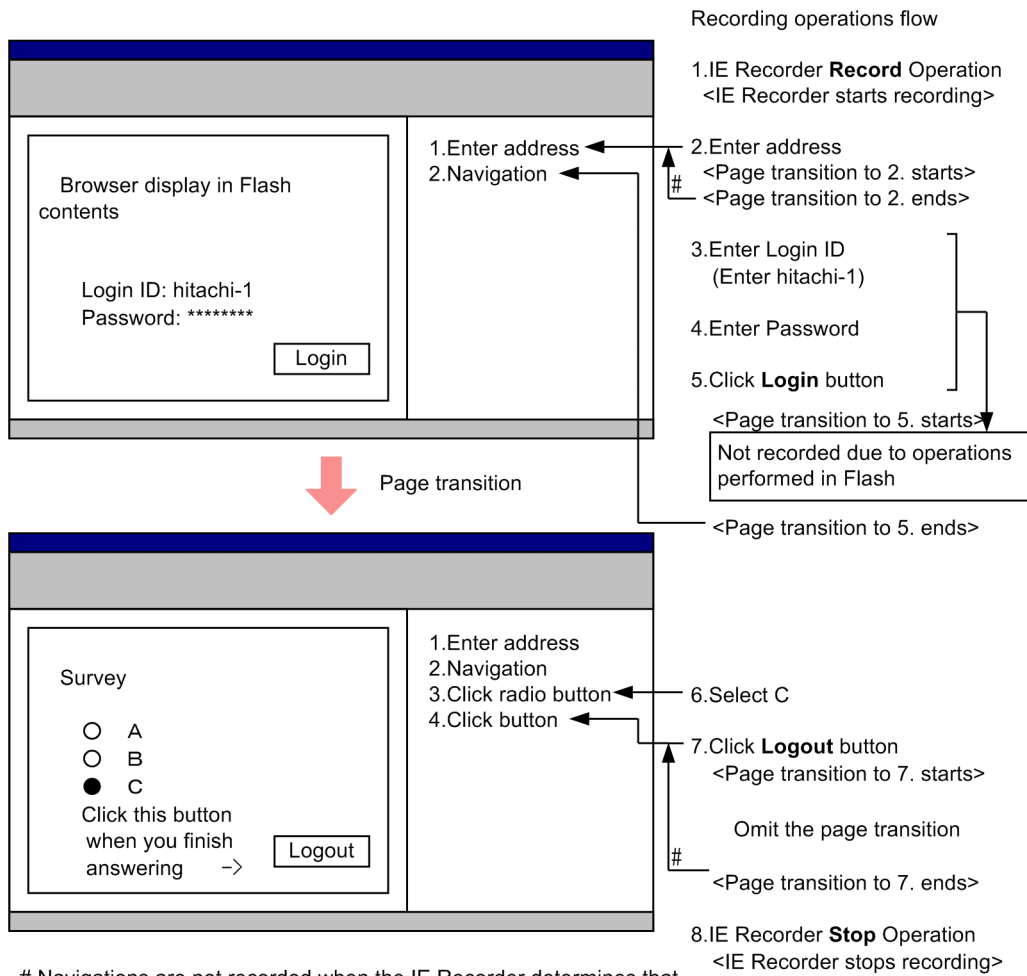 Recording operations flow
1.IE Recorder Record Operation
<IE Recorder starts recording>
Browser display in Flash
contents
Login ID: hitachi-1
Password: ********
Login
1.Enter address
2.Navigation
2.Enter address
<Page transition to 2. starts>
#
<Page transition to 2. ends>
3.Enter Login ID
(Enter hitachi-1)
4.Enter Password
5.Click Login button
<Page transition to 5. starts>
Not recorded due to operations
performed in Flash
<Page transition to 5. ends>
Page transition
Survey
A
B
C
Click this button
when you finish
answering –>
Logout
1.Enter address
2.Navigation
3.Click radio button
4.Click button
6.Select C
7.Click Logout button
<Page transition to 7. starts>
Omit the page transition
#
<Page transition to 7. ends>
8.IE Recorder Stop Operation
<IE Recorder stops recording>
# Navigations are not recorded when the IE Recorder determines that